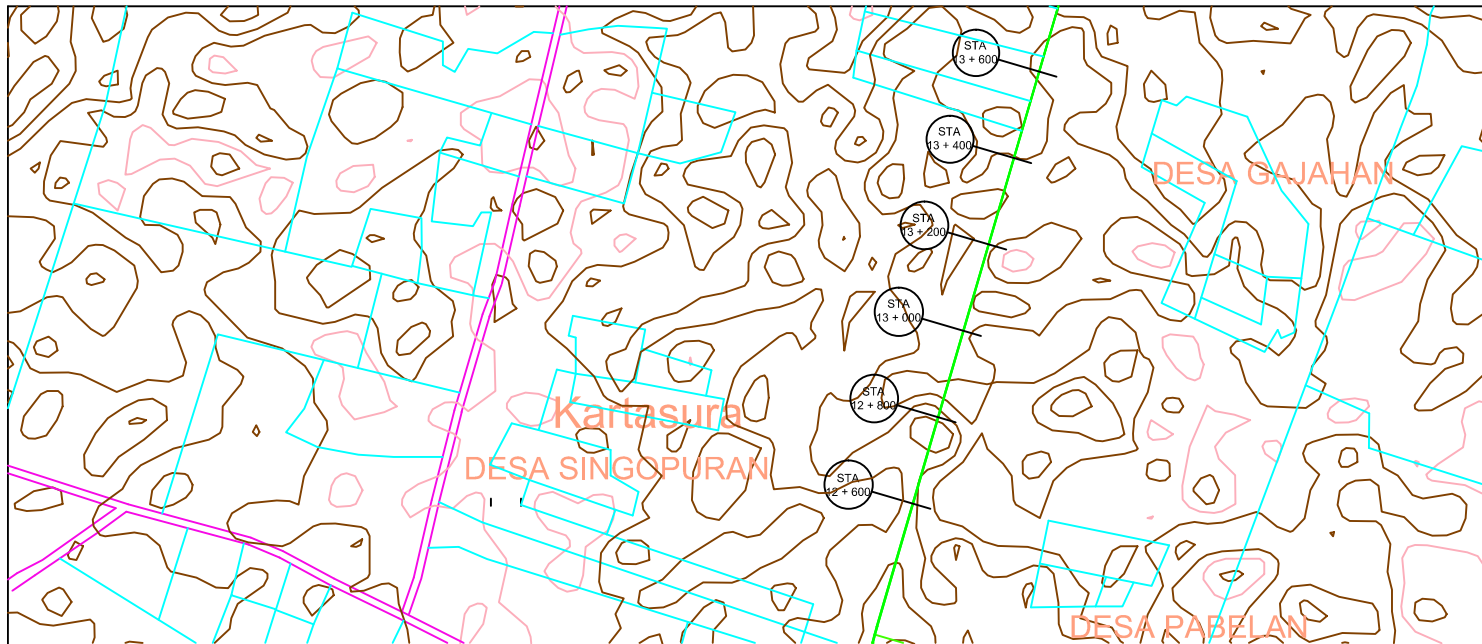 STA
13 + 600
STA
13 + 400
DESA GAJAHAN
STA
13 + 200
STA
13 + 000
STA
12 + 800
Kartasura
DESA SINGOPURAN
STA
12 + 600
DESA PABELAN